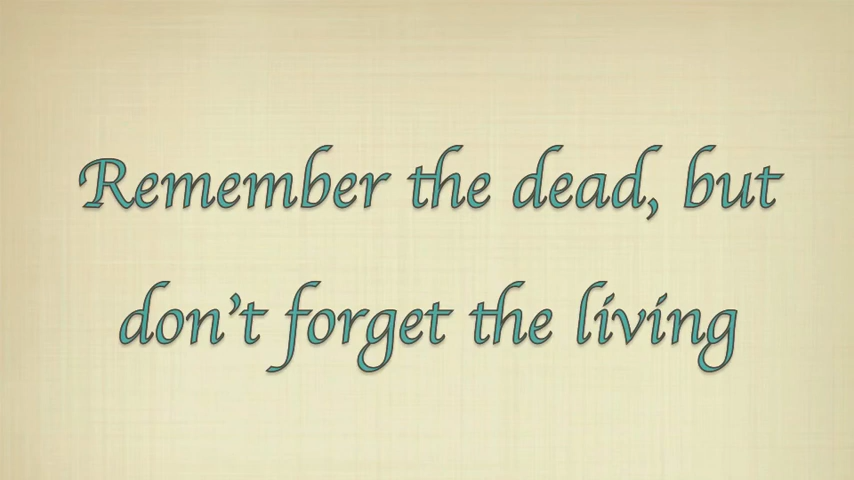 Remember the dead, but
don't forget the living